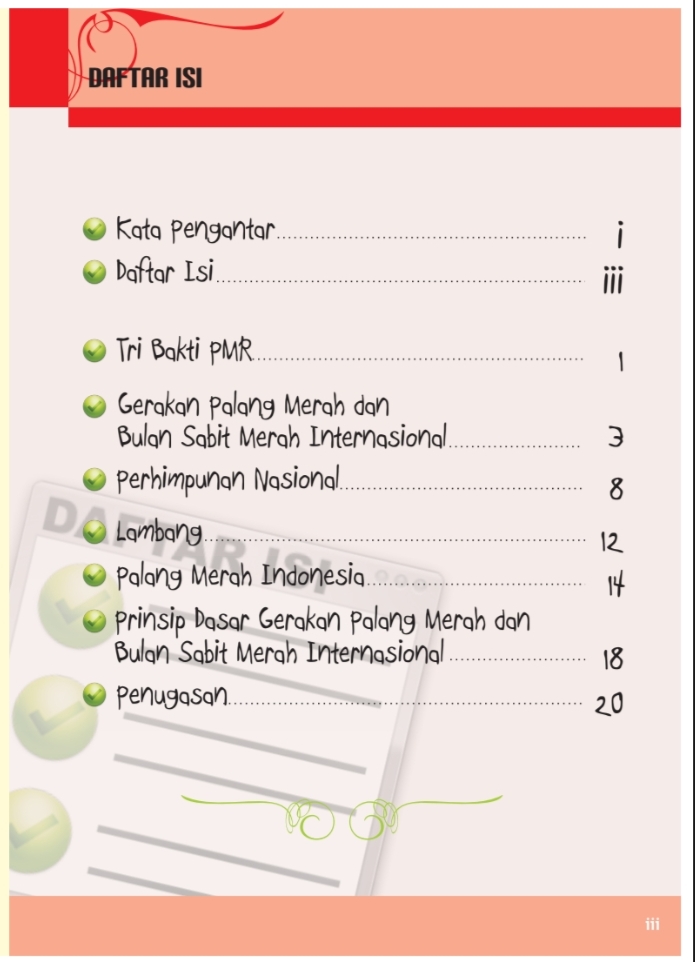 DAFTAR ISI
Kata Pengantar.......... i
Daftar Isi.......... iii
Tri Bakti PMR.......... 1
Gerakan Palang Merah dan
Bulan Sabit Merah Internasional.......... 3
Perhimpunan Nasional.......... 8
Lambang.......... 12
Palang Merah Indonesia.......... 14
Prinsip Dasar Gerakan Palang Merah dan
Bulan Sabit Merah Internasional.......... 18
Penugasan.......... 20
DAFTAR ISI
iii